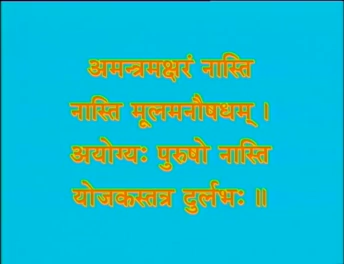 अमन्त्रमक्षरं नास्ति
नास्ति मूलमनौषधम् ।
अयोग्यः पुरुषो नास्ति
योजकस्तत्र दुर्लभः ॥